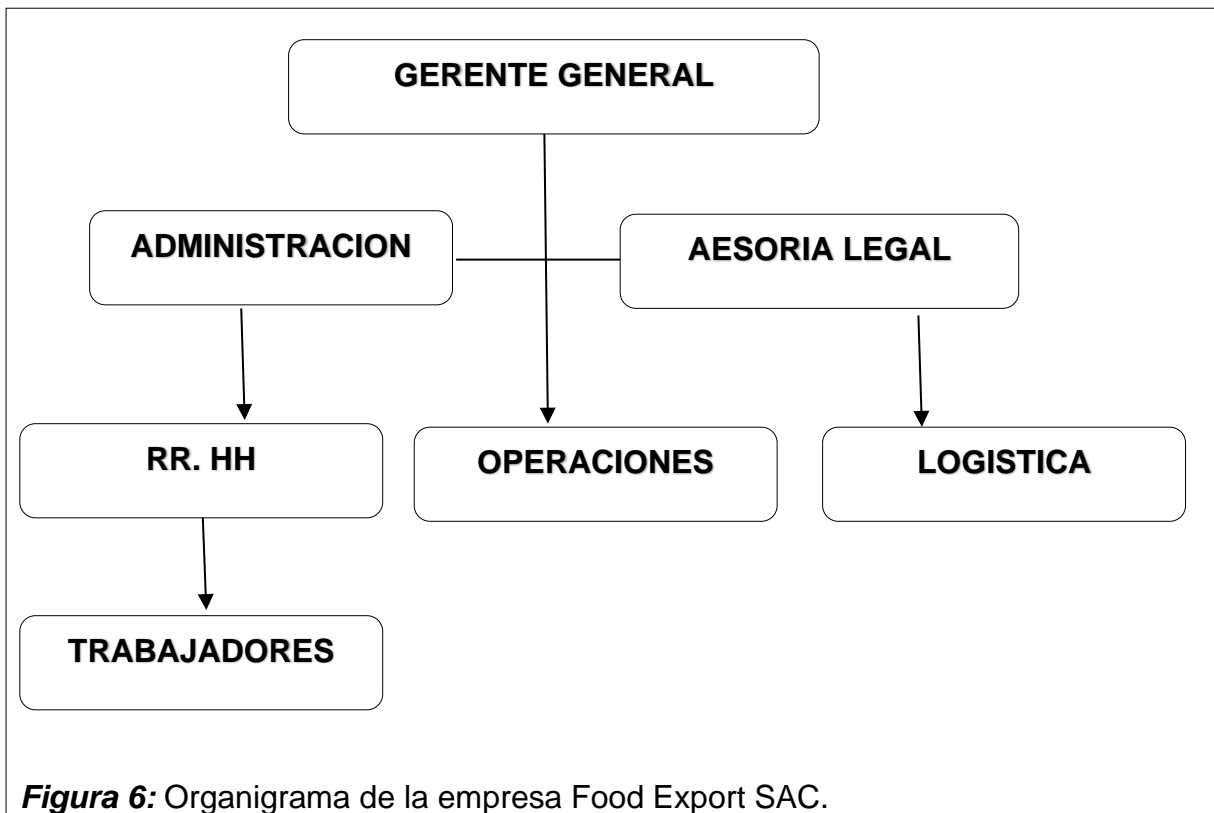 GERENTE GENERAL
ADMINISTRACION
AESORIA LEGAL
RR. HH
OPERACIONES
LOGISTICA
TRABAJADORES
Figura 6: Organigrama de la empresa Food Export SAC.